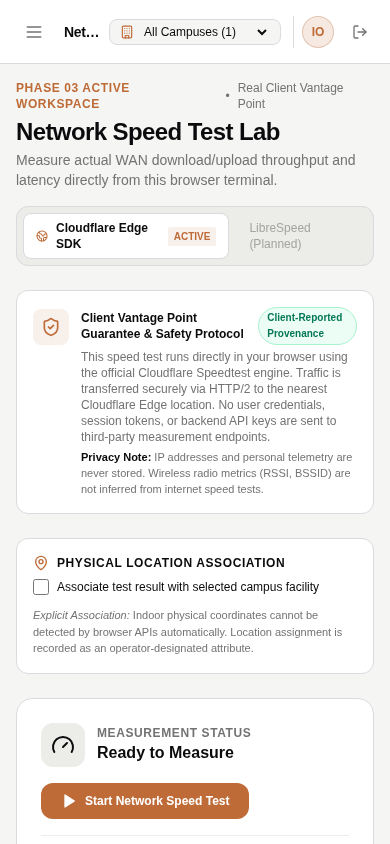 Net…
All Campuses (1)
IO
PHASE 03 ACTIVE
WORKSPACE
• Real Client Vantage
Point
Network Speed Test Lab
Measure actual WAN download/upload throughput and
latency directly from this browser terminal.
Cloudflare Edge
SDK
ACTIVE
LibreSpeed
(Planned)
Client Vantage Point
Guarantee & Safety Protocol
Client-Reported
Provenance
This speed test runs directly in your browser using
the official Cloudflare Speedtest engine. Traffic is
transferred securely via HTTP/2 to the nearest
Cloudflare Edge location. No user credentials,
session tokens, or backend API keys are sent to
third-party measurement endpoints.
Privacy Note: IP addresses and personal telemetry are
never stored. Wireless radio metrics (RSSI, BSSID) are
not inferred from internet speed tests.
PHYSICAL LOCATION ASSOCIATION
Associate test result with selected campus facility
Explicit Association: Indoor physical coordinates cannot be
detected by browser APIs automatically. Location assignment is
recorded as an operator-designated attribute.
MEASUREMENT STATUS
Ready to Measure
Start Network Speed Test